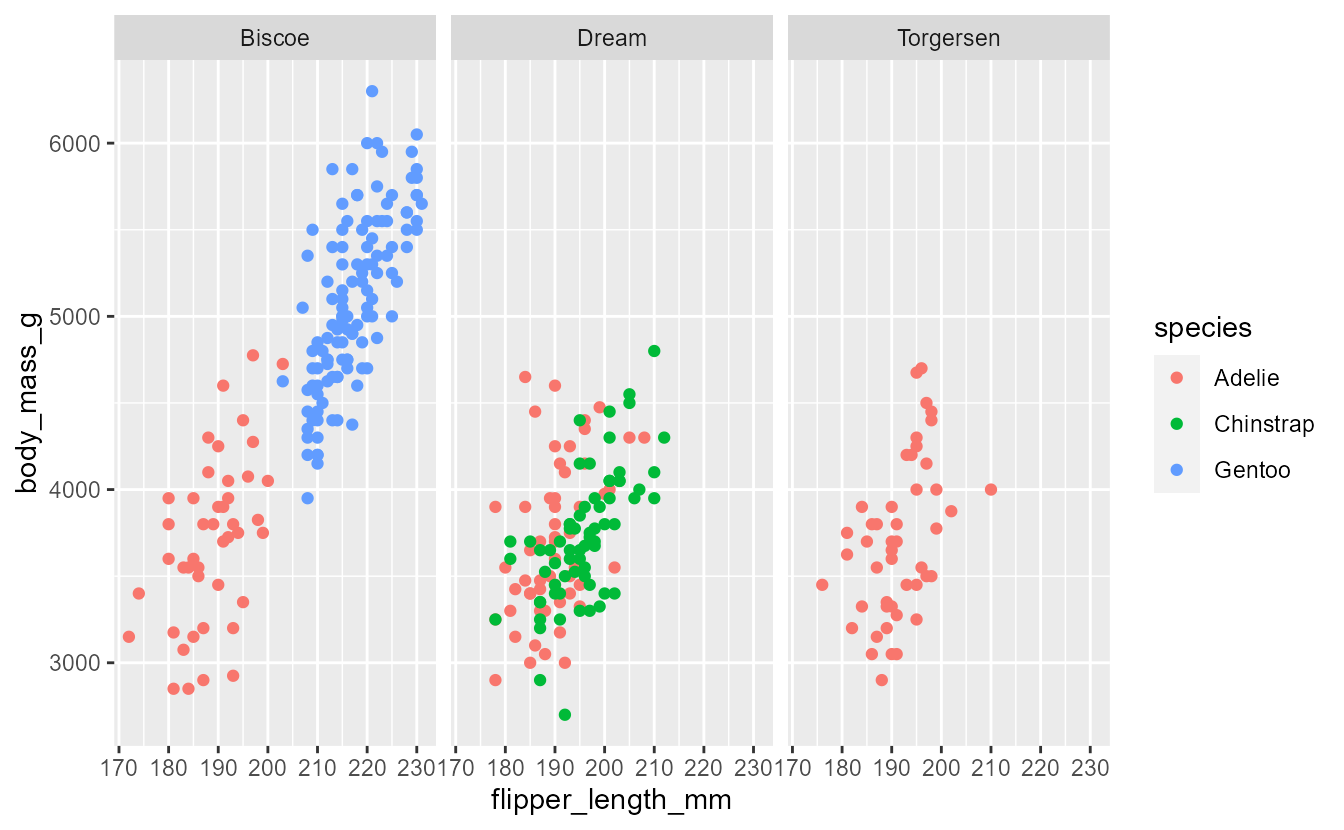 Biscoe Dream Torgersen
6000
5000
4000
3000
body_mass_g
170 180 190 200 210 220 230 170 180 190 200 210 220 230 170 180 190 200 210 220 230
flipper_length_mm
species
Adelie
Chinstrap
Gentoo